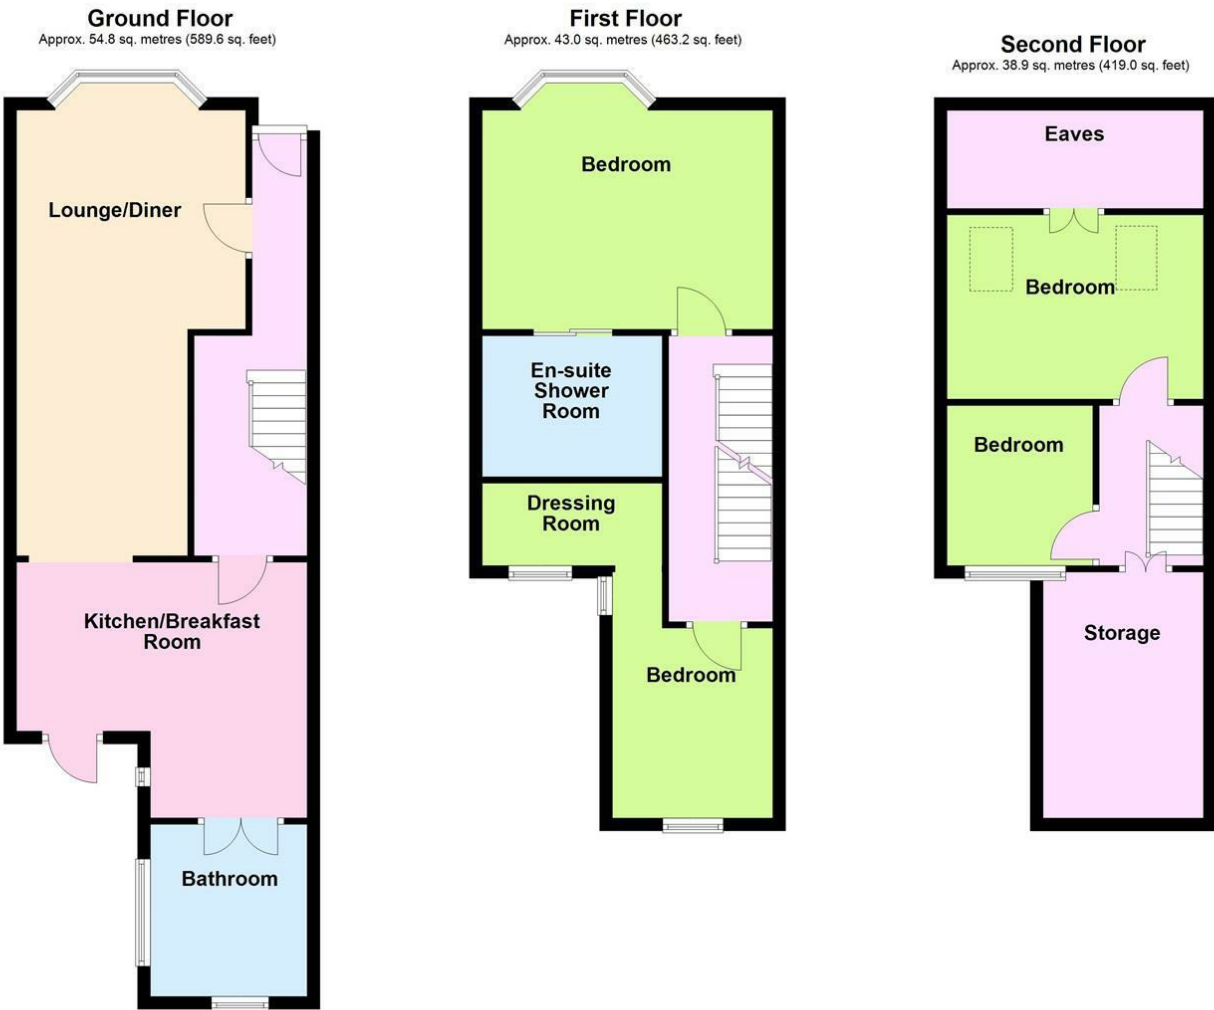 Ground Floor
Approx. 54.8 sq. metres (589.6 sq. feet)
Lounge/Diner
Kitchen/Breakfast
Room
Bathroom
First Floor
Approx. 43.0 sq. metres (463.2 sq. feet)
Bedroom
En-suite
Shower
Room
Dressing
Room
Bedroom
Second Floor
Approx. 38.9 sq. metres (419.0 sq. feet)
Eaves
Bedroom
Bedroom
Storage